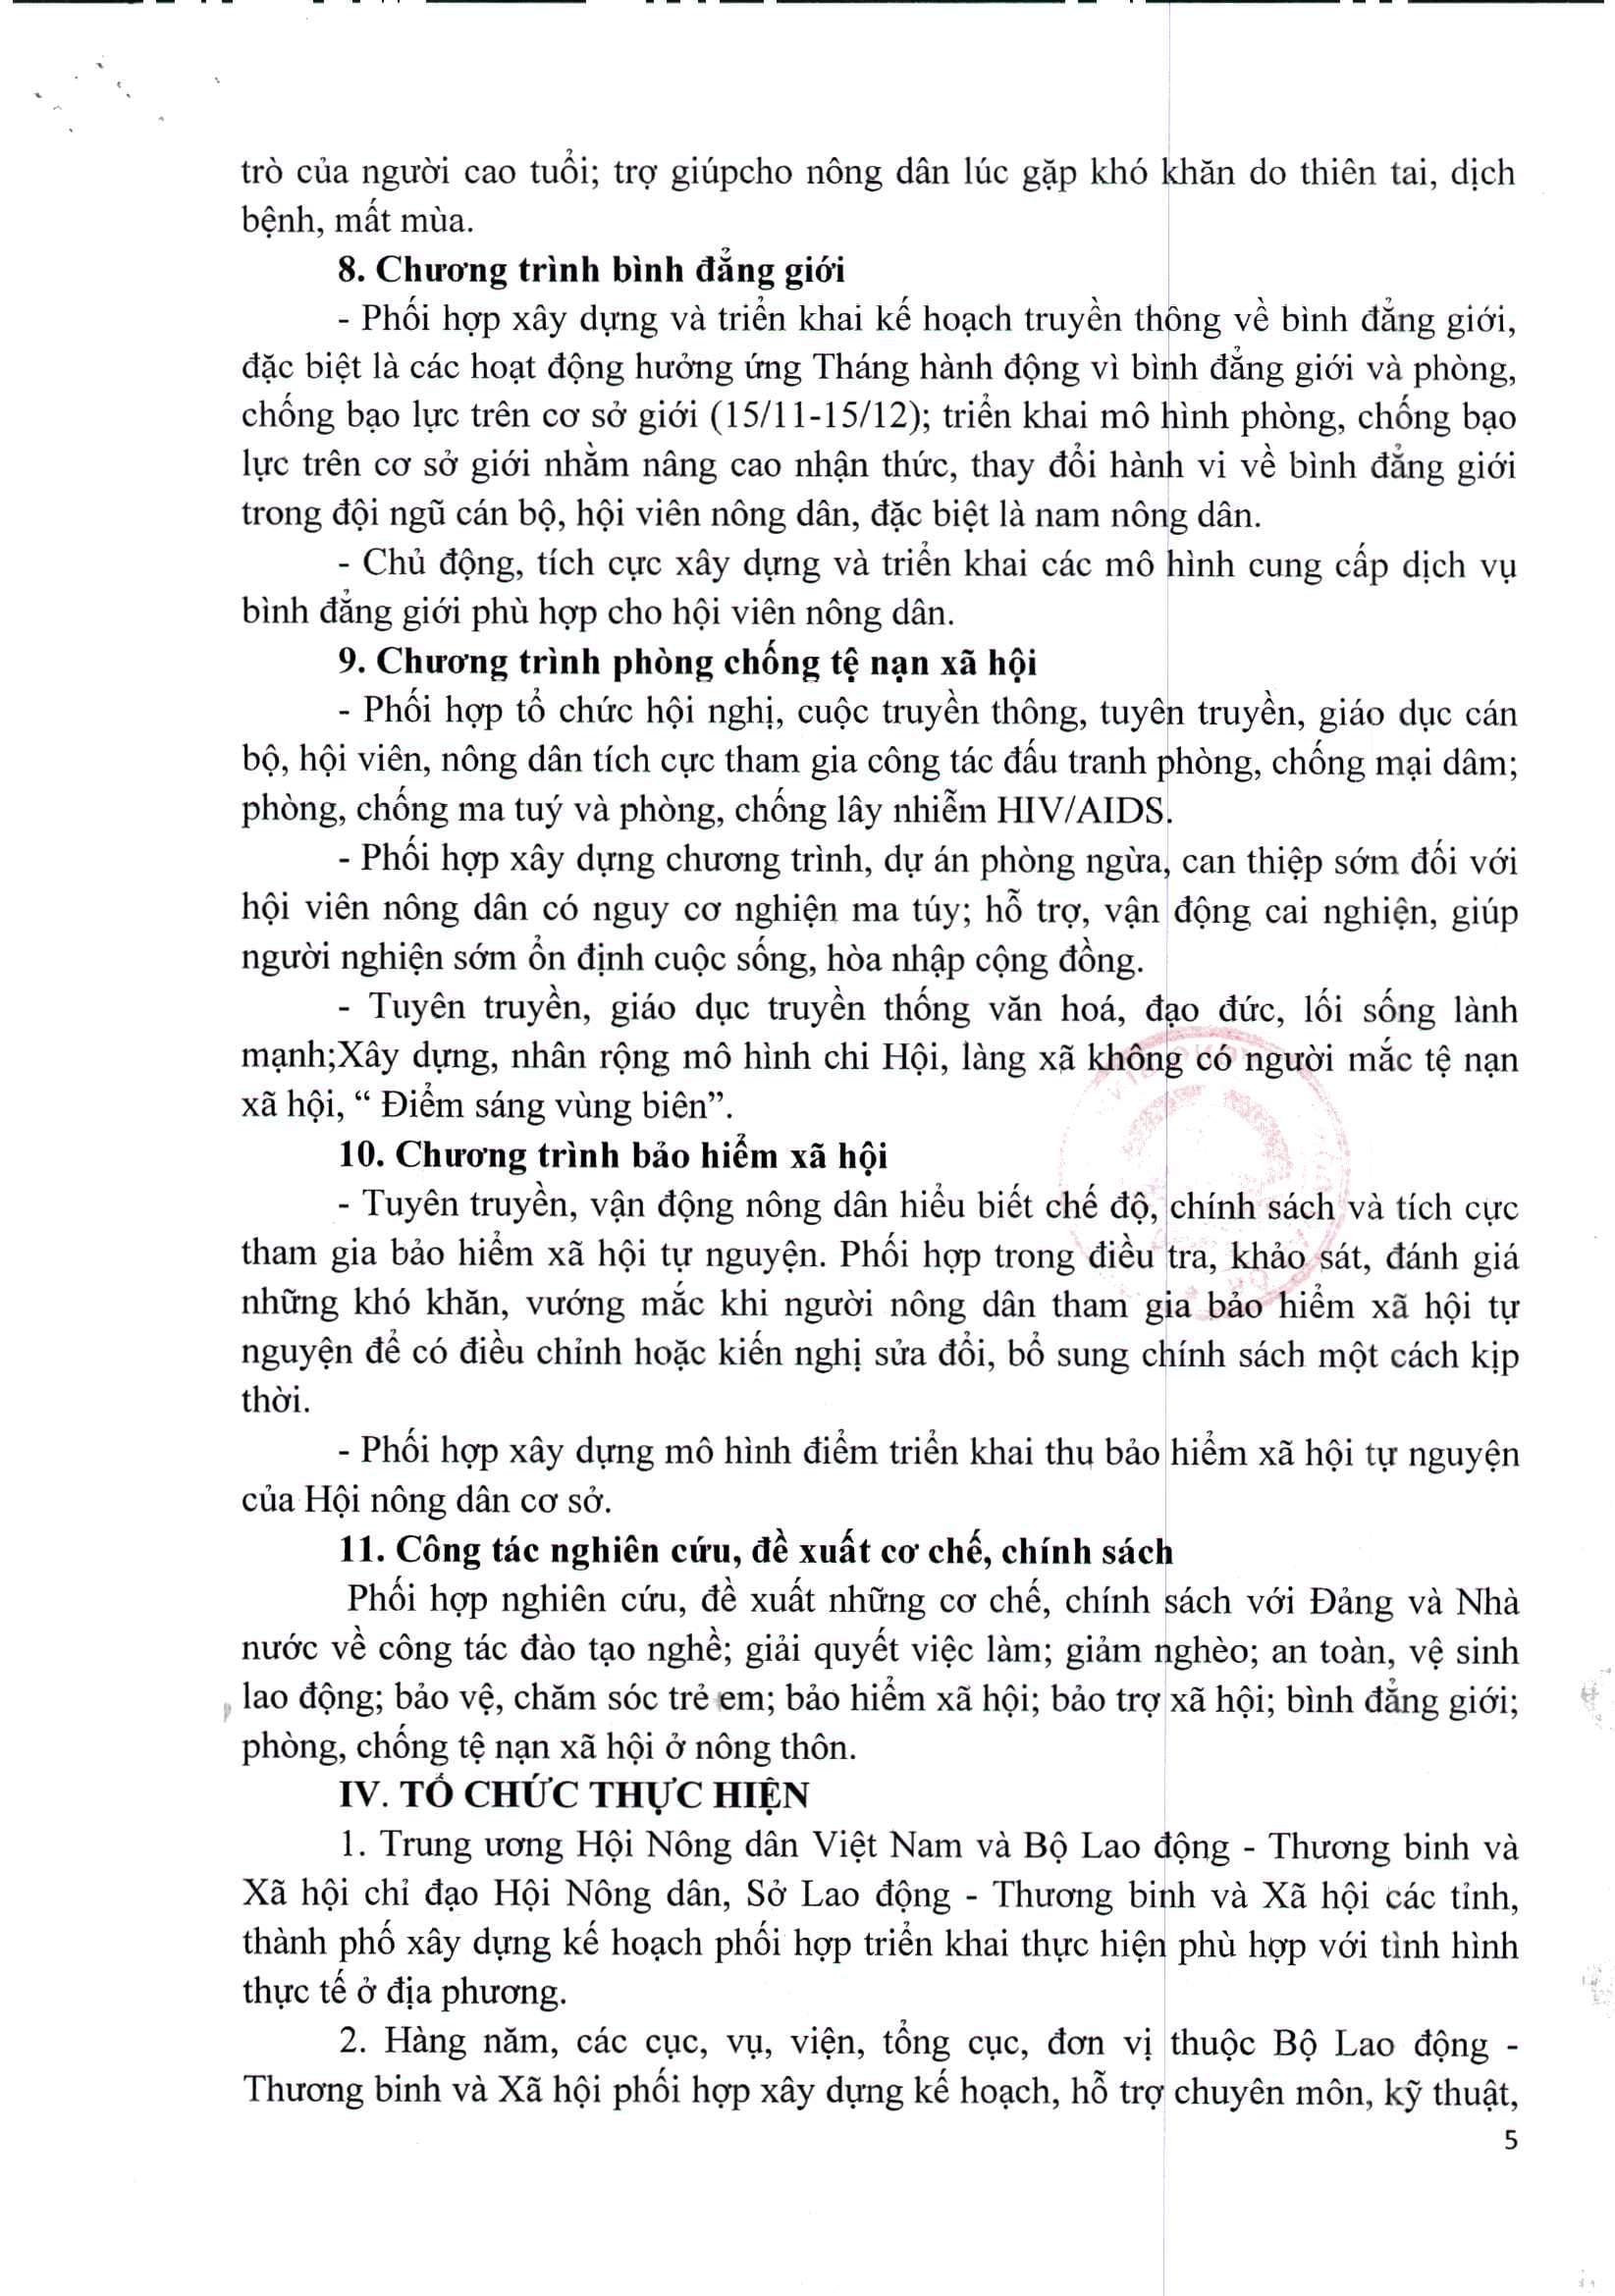 trò của người cao tuổi; trợ giúpcho nông dân lúc gặp khó khăn do thiên tai, dịch
bệnh, mất mùa.
8. Chương trình bình đẳng giới
- Phối hợp xây dựng và triển khai kế hoạch truyền thông về bình đẳng giới,
đặc biệt là các hoạt động hưởng ứng Tháng hành động vì bình đẳng giới và phòng,
chống bạo lực trên cơ sở giới (15/11-15/12); triển khai mô hình phòng, chống bạo
lực trên cơ sở giới nhằm nâng cao nhận thức, thay đổi hành vi về bình đẳng giới
trong đội ngũ cán bộ, hội viên nông dân, đặc biệt là nam nông dân.
- Chủ động, tích cực xây dựng và triển khai các mô hình cung cấp dịch vụ
bình đẳng giới phù hợp cho hội viên nông dân.
9. Chương trình phòng chống tệ nạn xã hội
- Phối hợp tổ chức hội nghị, cuộc truyền thông, tuyên truyền, giáo dục cán
bộ, hội viên, nông dân tích cực tham gia công tác đấu tranh phòng, chống mại dâm;
phòng, chống ma tuý và phòng, chống lây nhiễm HIV/AIDS.
- Phối hợp xây dựng chương trình, dự án phòng ngừa, can thiệp sớm đối với
hội viên nông dân có nguy cơ nghiện ma túy; hỗ trợ, vận động cai nghiện, giúp
người nghiện sớm ổn định cuộc sống, hòa nhập cộng đồng.
- Tuyên truyền, giáo dục truyền thống văn hoá, đạo đức, lối sống lành
mạnh;Xây dựng, nhân rộng mô hình chi Hội, làng xã không có người mắc tệ nạn
xã hội, “ Điểm sáng vùng biên”.
10. Chương trình bảo hiểm xã hội
- Tuyên truyền, vận động nông dân hiểu biết chế độ, chính sách và tích cực
tham gia bảo hiểm xã hội tự nguyện. Phối hợp trong điều tra, khảo sát, đánh giá
những khó khăn, vướng mắc khi người nông dân tham gia bảo hiểm xã hội tự
nguyện để có điều chỉnh hoặc kiến nghị sửa đổi, bổ sung chính sách một cách kịp
thời.
- Phối hợp xây dựng mô hình điểm triển khai thu bảo hiểm xã hội tự nguyện
của Hội nông dân cơ sở.
11. Công tác nghiên cứu, đề xuất cơ chế, chính sách
Phối hợp nghiên cứu, đề xuất những cơ chế, chính sách với Đảng và Nhà
nước về công tác đào tạo nghề; giải quyết việc làm; giảm nghèo; an toàn, vệ sinh
lao động; bảo vệ, chăm sóc trẻ em; bảo hiểm xã hội; bảo trợ xã hội; bình đẳng giới;
phòng, chống tệ nạn xã hội ở nông thôn.
IV. TỔ CHỨC THỰC HIỆN
1. Trung ương Hội Nông dân Việt Nam và Bộ Lao động - Thương binh và
Xã hội chỉ đạo Hội Nông dân, Sở Lao động - Thương binh và Xã hội các tỉnh,
thành phố xây dựng kế hoạch phối hợp triển khai thực hiện phù hợp với tình hình
thực tế ở địa phương.
2. Hàng năm, các cục, vụ, viện, tổng cục, đơn vị thuộc Bộ Lao động -
Thương binh và Xã hội phối hợp xây dựng kế hoạch, hỗ trợ chuyên môn, kỹ thuật,
5